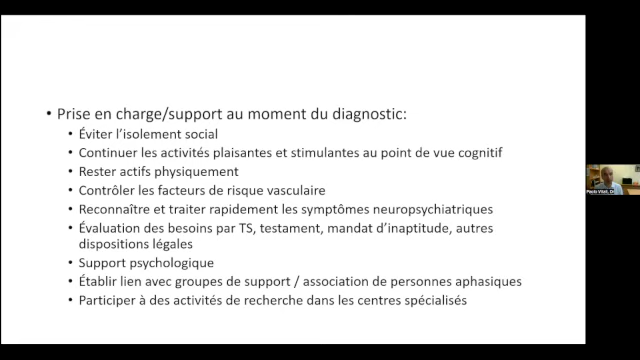 • Prise en charge/support au moment du diagnostic:
• Éviter l'isolement social
• Continuer les activités plaisantes et stimulantes au point de vue cognitif
• Rester actifs physiquement
• Contrôler les facteurs de risque vasculaire
• Reconnaître et traiter rapidement les symptômes neuropsychiatriques
• Évaluation des besoins par TS, testament, mandat d'inaptitude, autres
dispositions légales
• Support psychologique
• Établir lien avec groupes de support / association de personnes aphasiques
• Participer à des activités de recherche dans les centres spécialisés
Paolo Vitali, Dr